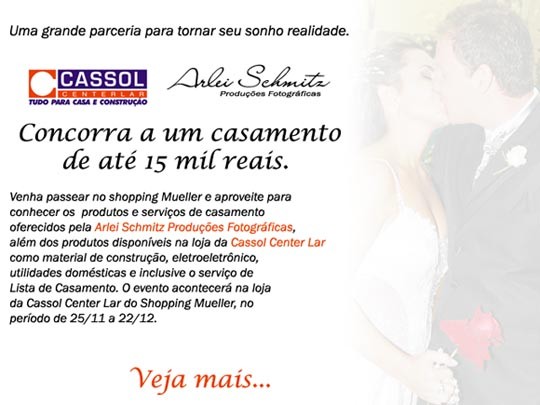 Uma grande parceria para tornar seu sonho realidade.
CASSOL
CENTERLAR
TUDO PARA CASA E CONSTRUÇÃO
Arlei Schmitz
Produções Fotográficas
Concorra a um casamento
de até 15 mil reais.
Venha passear no shopping Mueller e aproveite para
conhecer os produtos e serviços de casamento
oferecidos pela Arlei Schmitz Produções Fotográficas,
além dos produtos disponíveis na loja da Cassol Center Lar
como material de construção, eletroeletrônico,
utilidades domésticas e inclusive o serviço de
Lista de Casamento. O evento acontecerá na loja
da Cassol Center Lar do Shopping Mueller, no
período de 25/11 a 22/12.
Veja mais...